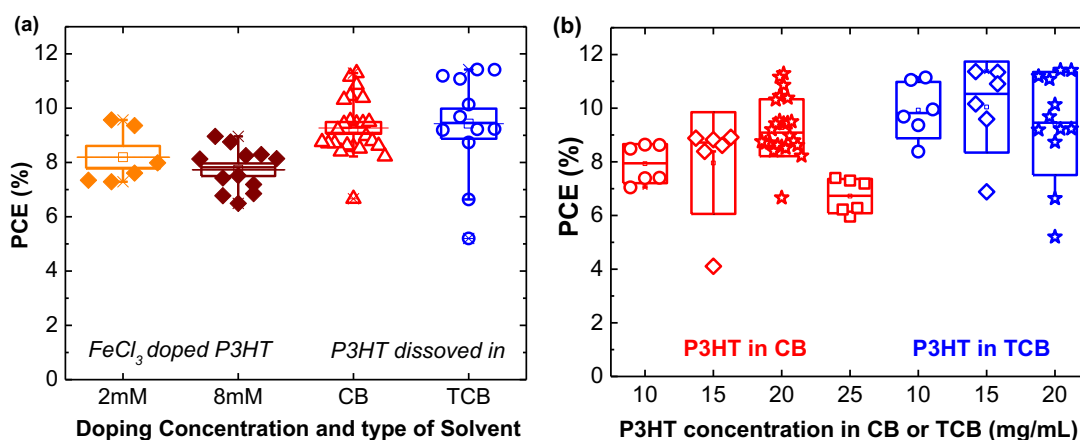 (a)
PCE (%)
12
10
8
6
4
2
0
FeCl3 doped P3HT
P3HT dissoved in
2mM 8mM CB TCB
Doping Concentration and type of Solvent
(b)
PCE (%)
12
10
8
6
4
2
0
P3HT in CB
P3HT in TCB
10 15 20 25 10 15 20
P3HT concentration in CB or TCB (mg/mL)